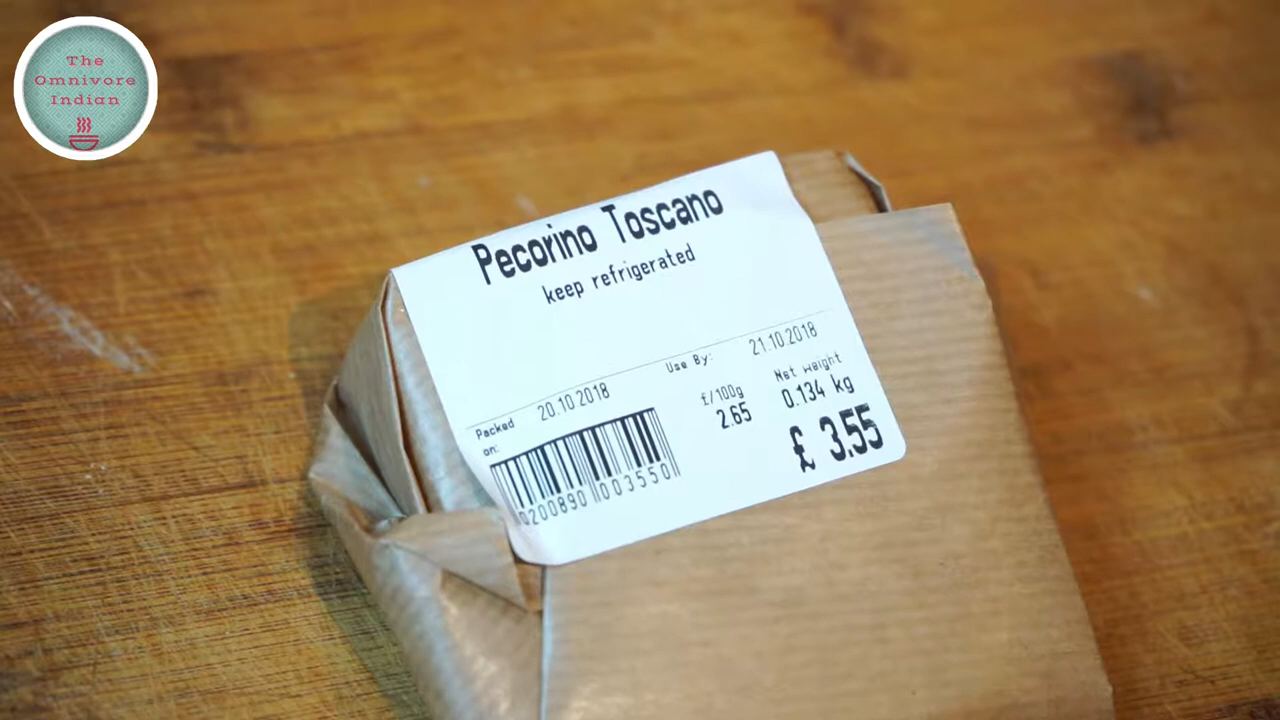 The
Omnivore
Indian
Pecorino Toscano
keep refrigerated
Packed on: 20.10.2018 Use By: 21.10.2018
£/100g Net weight
2.65 0.134 kg
£ 3.55
0200890 003550